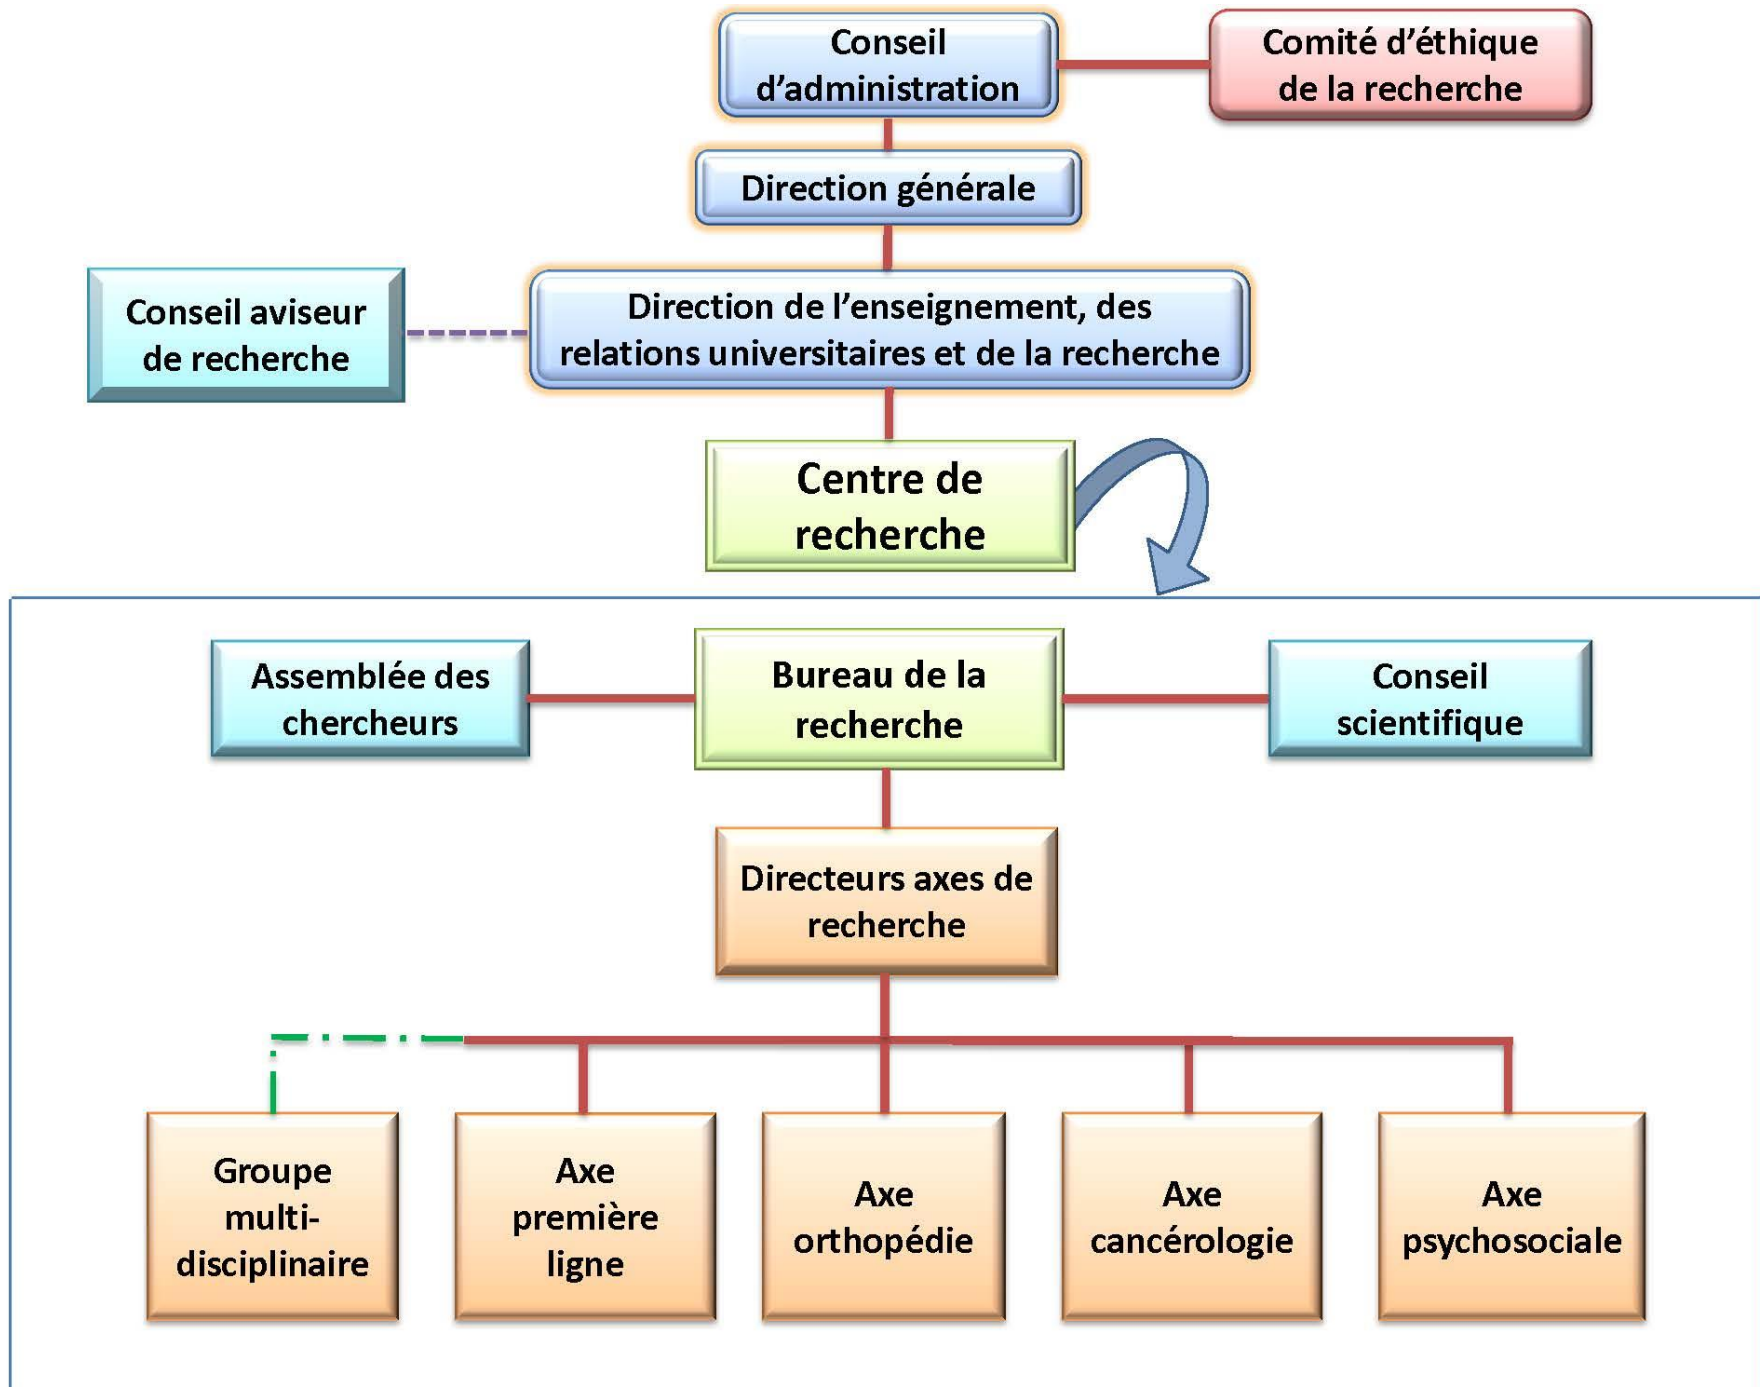 Conseil
d’administration
Comité d’éthique
de la recherche
Direction générale
Conseil aviseur
de recherche
Direction de l’enseignement, des
relations universitaires et de la recherche
Centre de
recherche
Assemblée des
chercheurs
Bureau de la
recherche
Conseil
scientifique
Directeurs axes de
recherche
Groupe
multi-
disciplinaire
Axe
première
ligne
Axe
orthopédie
Axe
cancérologie
Axe
psychosociale